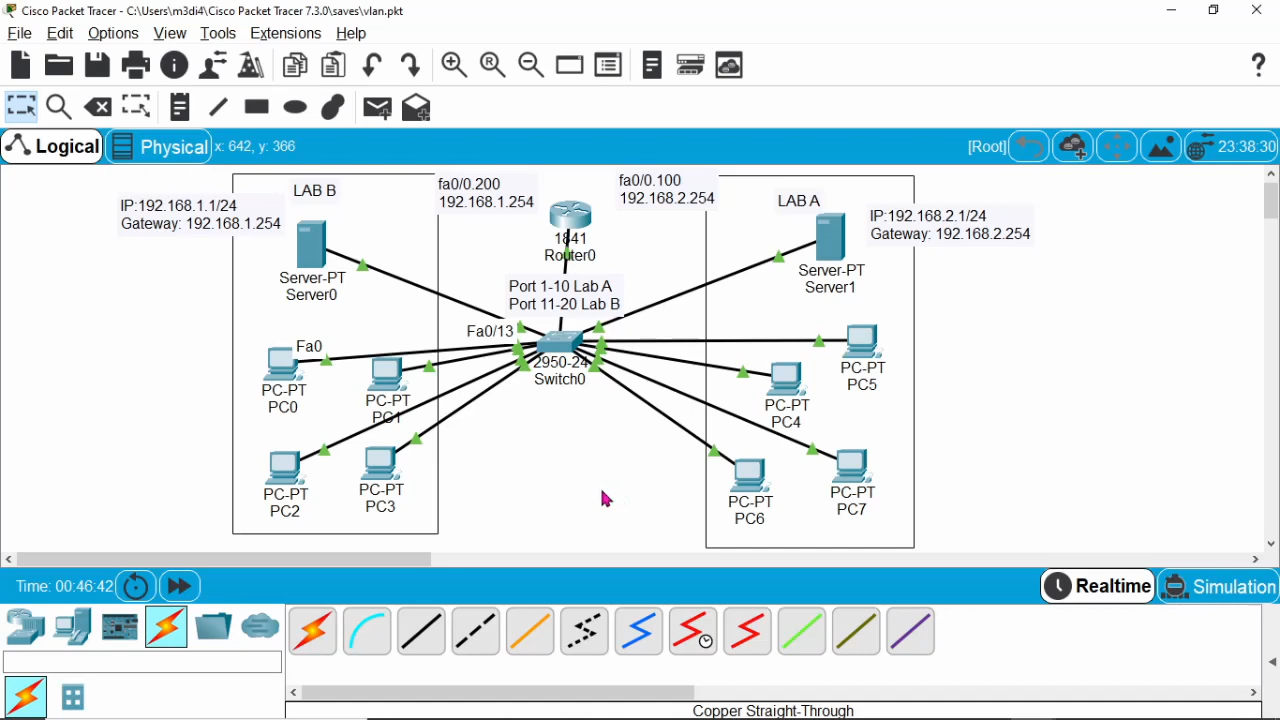 Cisco Packet Tracer - C:\Users\m3di4\Cisco Packet Tracer 7.3.0\saves\vlan.pkt
File Edit Options View Tools Extensions Help
?
Logical Physical x: 642, y: 366 [Root] 23:38:30
LAB B
IP:192.168.1.1/24
Gateway: 192.168.1.254
fa0/0.200
192.168.1.254
fa0/0.100
192.168.2.254
LAB A
IP:192.168.2.1/24
Gateway: 192.168.2.254
1841
Router0
Server-PT
Server0
Server-PT
Server1
Port 1-10 Lab A
Port 11-20 Lab B
Fa0/13
Fa0
2950-24
Switch0
PC-PT
PC0
PC-PT
PC1
PC-PT
PC2
PC-PT
PC3
PC-PT
PC4
PC-PT
PC5
PC-PT
PC6
PC-PT
PC7
Time: 00:46:42 Realtime Simulation
Copper Straight-Through